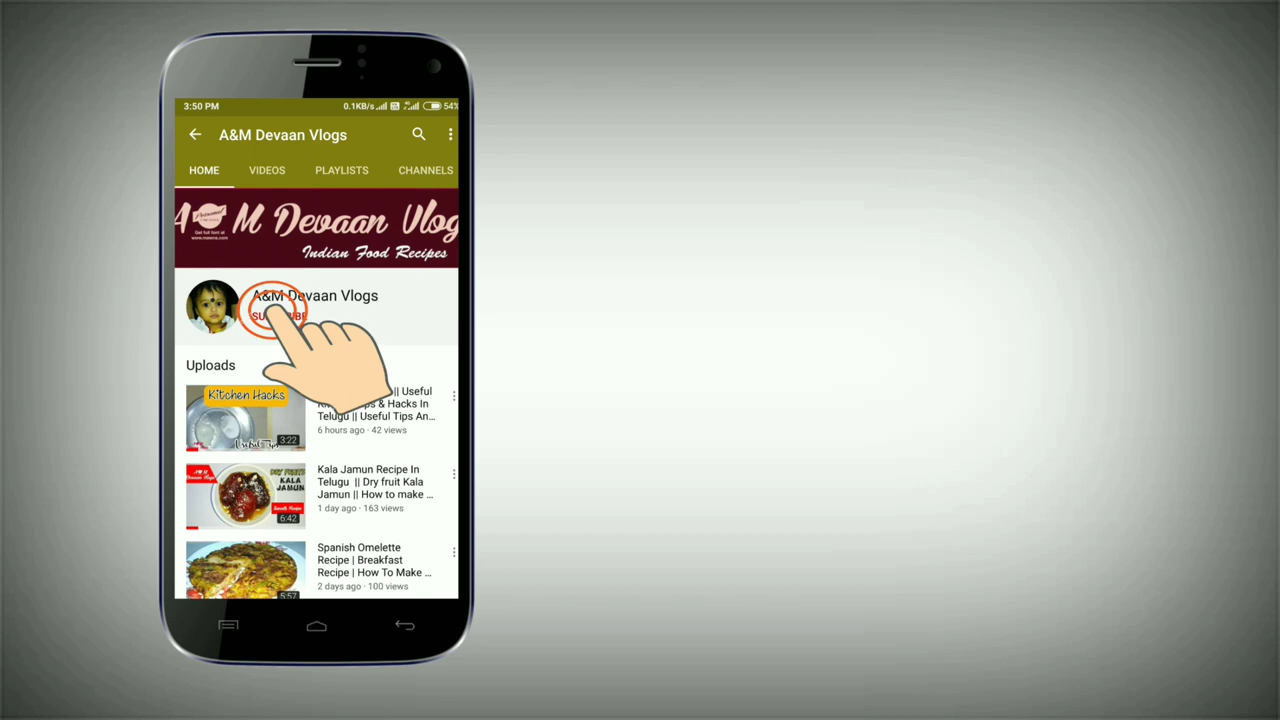 3:50 PM
0.1KB/s
54%
A&M Devaan Vlogs
HOME
VIDEOS
PLAYLISTS
CHANNELS
M Devaan Vlog
Indian Food Recipes
A&M Devaan Vlogs
Uploads
Kitchen Hacks
3:22
|| Useful
Tips & Hacks In
Telugu || Useful Tips An...
6 hours ago · 42 views
KALA
JAMUN
6:42
Kala Jamun Recipe In
Telugu || Dry fruit Kala
Jamun || How to make ...
1 day ago · 163 views
5:57
Spanish Omelette
Recipe | Breakfast
Recipe | How To Make ...
2 days ago · 100 views